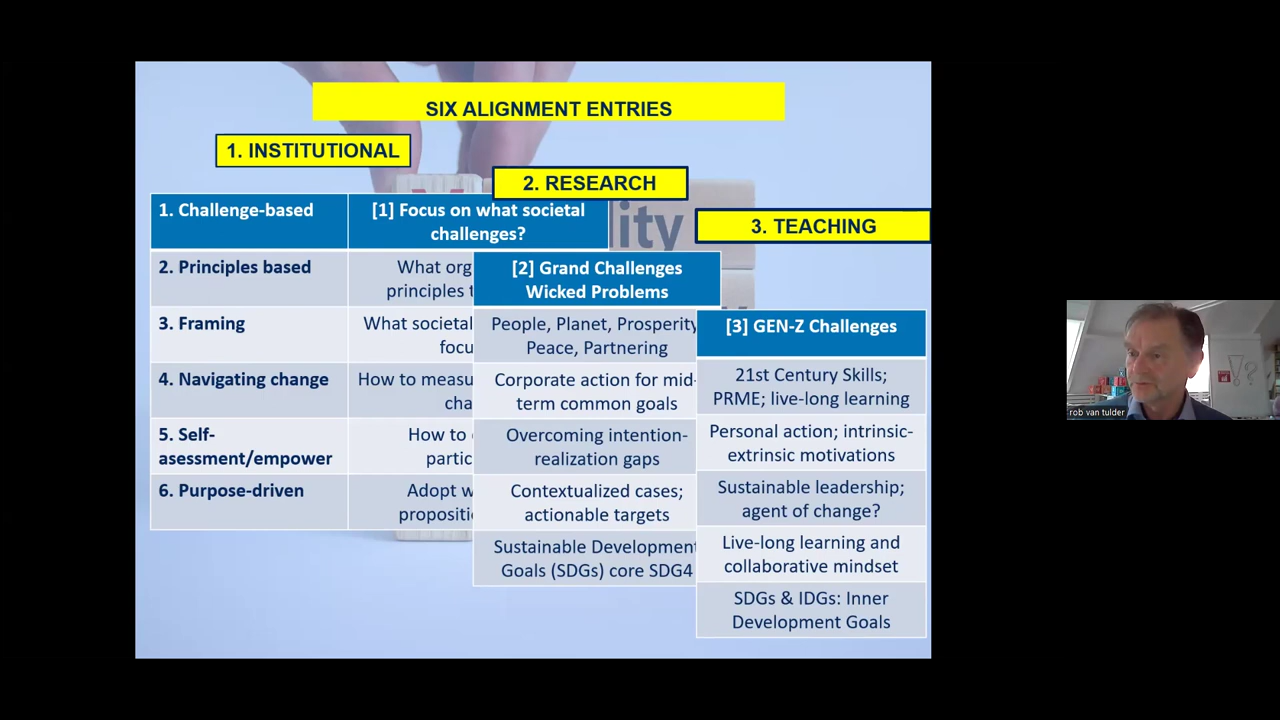 SIX ALIGNMENT ENTRIES
1. INSTITUTIONAL
2. RESEARCH
3. TEACHING
1. Challenge-based
[1] Focus on what societal
challenges?
2. Principles based
What org
principles
3. Framing
What societal
focu
4. Navigating change
How to measu
cha
5. Self-
asessment/empower
How to
partic
6. Purpose-driven
Adopt w
propositi
lity
[2] Grand Challenges
Wicked Problems
People, Planet, Prosperity
Peace, Partnering
Corporate action for mid-
term common goals
Overcoming intention-
realization gaps
Contextualized cases;
actionable targets
Sustainable Development
Goals (SDGs) core SDG4
[3] GEN-Z Challenges
21st Century Skills;
PRME; live-long learning
Personal action; intrinsic-
extrinsic motivations
Sustainable leadership;
agent of change?
Live-long learning and
collaborative mindset
SDGs & IDGs: Inner
Development Goals
rob van tulder